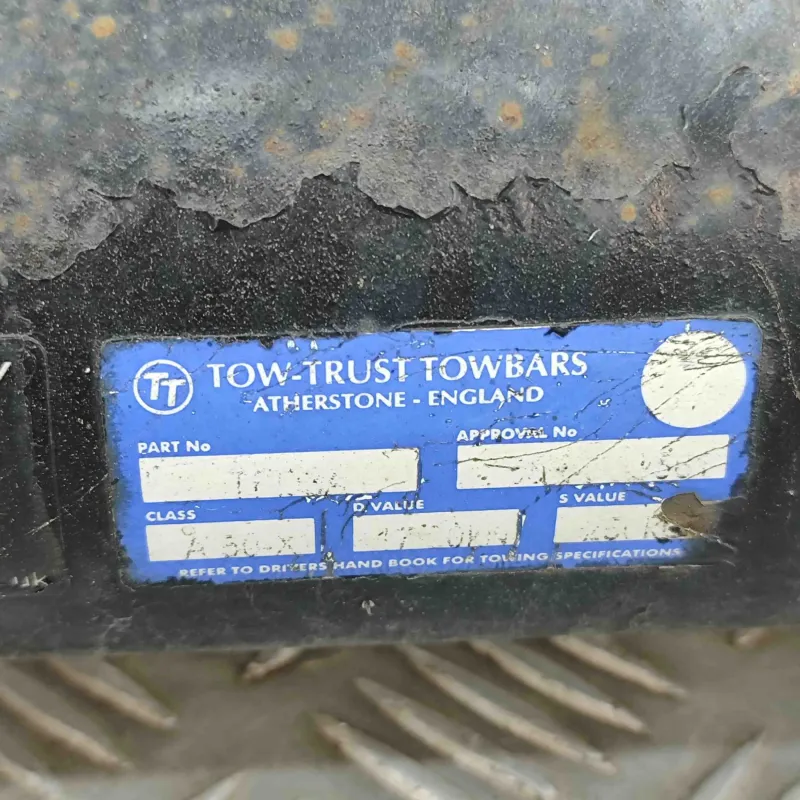 TT TOW-TRUST TOWBARS
ATHERSTONE - ENGLAND
PART No
APPROVAL No
CLASS
D VALUE
S VALUE
REFER TO DRIVERS HAND BOOK FOR TOWING SPECIFICATIONS